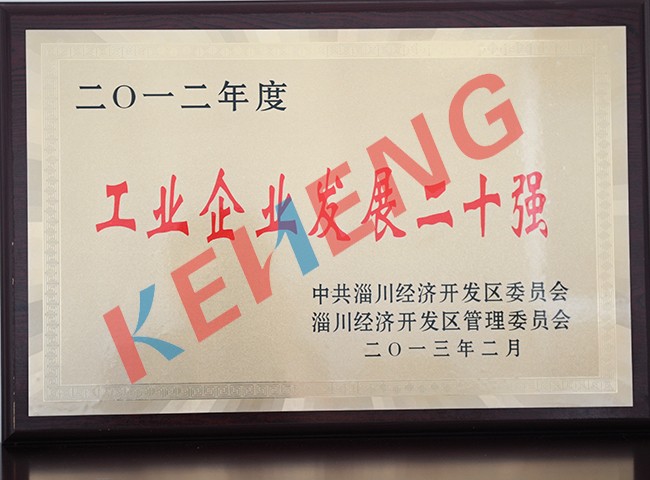 二〇一二年度
工业企业发展二十强
KEHENG
中共淄川经济开发区委员会
淄川经济开发区管理委员会
二〇一三年二月